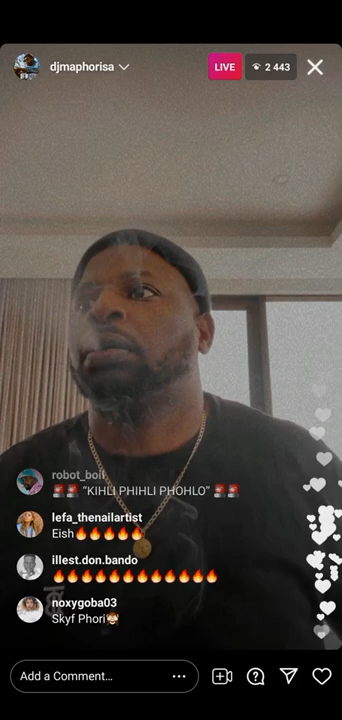 djmaphorisa
LIVE
2 443
robot_boii
🚨🚨 “KIHLI PHIHLI PHOHLO” 🚨🚨
lefa_thenailartist
Eish🔥🔥🔥🔥🔥
illest.don.bando
🔥🔥🔥🔥🔥🔥🔥🔥🔥🔥🔥🔥🔥
noxygoba03
Skyf Phori
Add a Comment...